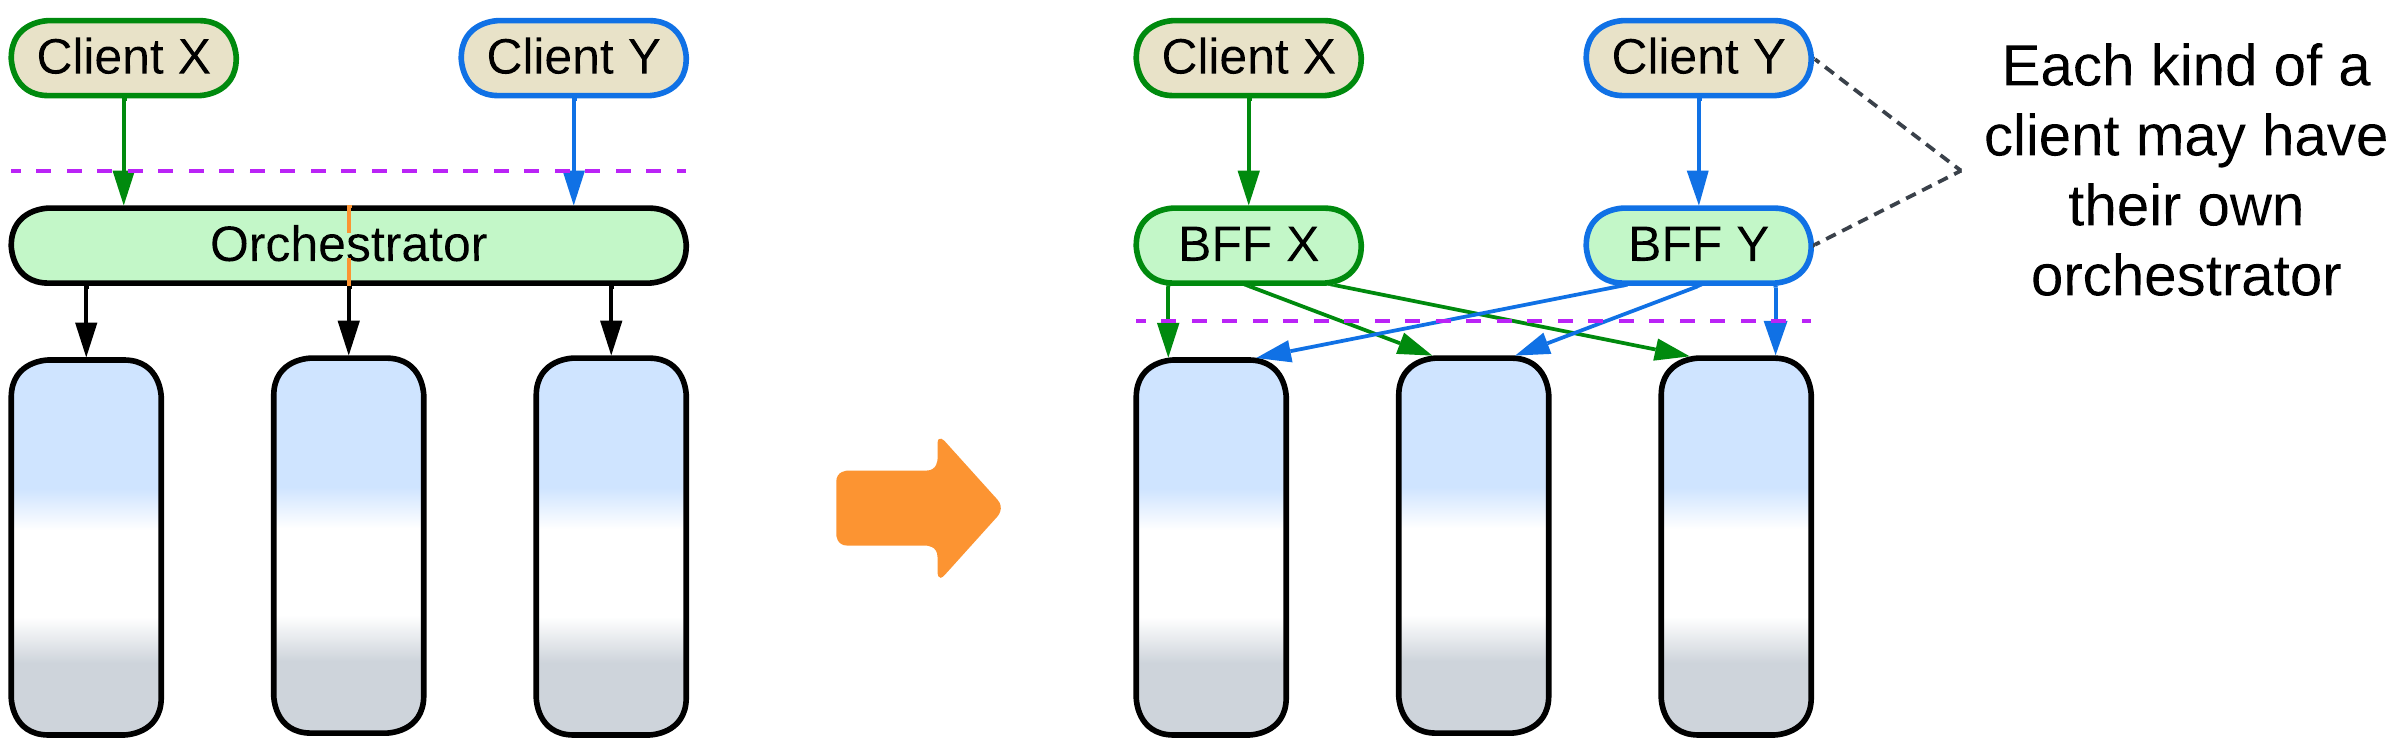 Client X
Client Y
Orchestrator
Client X
Client Y
BFF X
BFF Y
Each kind of a
client may have
their own
orchestrator